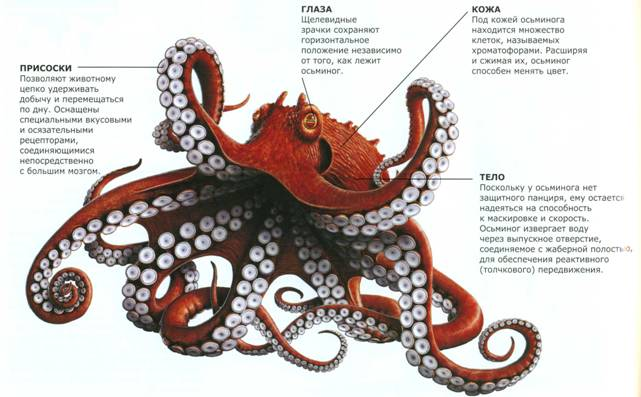 ГЛАЗА
Щелевидные
зрачки сохраняют
горизонтальное
положение независимо
от того, как лежит
осьминог.
КОЖА
Под кожей осьминога
находится множество
клеток, называемых
хроматофорами. Расширяя
и сжимая их, осьминог
способен менять цвет.
ПРИСОСКИ
Позволяют животному
цепко удерживать
добычу и перемещаться
по дну. Оснащены
специальными вкусовыми
и осязательными
рецепторами,
соединяющимися
непосредственно
с большим мозгом.
ТЕЛО
Поскольку у осьминога нет
защитного панциря, ему остается
надеяться на способность
к маскировке и скорость.
Осьминог извергает воду
через выпускное отверстие,
соединяемое с жаберной полостью,
для обеспечения реактивного
(толчкового) передвижения.